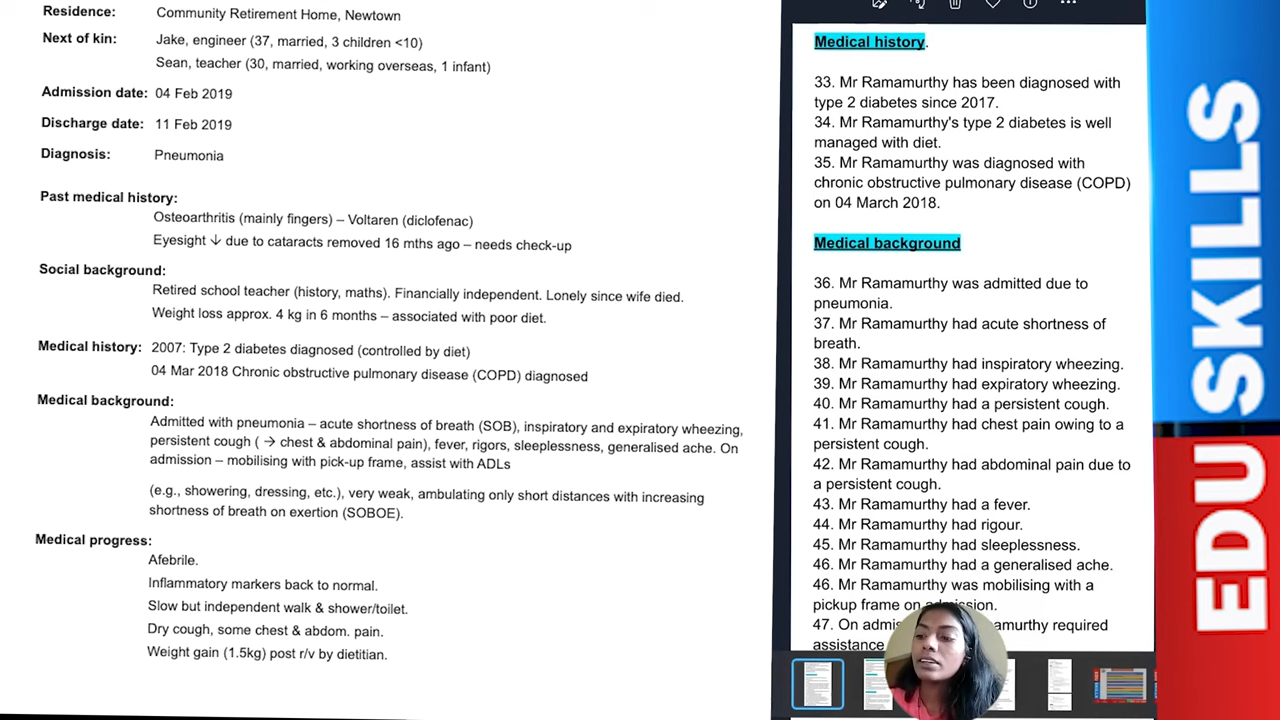 Residence: Community Retirement Home, Newtown
Next of kin: Jake, engineer (37, married, 3 children <10)
Sean, teacher (30, married, working overseas, 1 infant)
Admission date: 04 Feb 2019
Discharge date: 11 Feb 2019
Diagnosis: Pneumonia
Past medical history:
Osteoarthritis (mainly fingers) – Voltaren (diclofenac)
Eyesight ↓ due to cataracts removed 16 mths ago – needs check-up
Social background:
Retired school teacher (history, maths). Financially independent. Lonely since wife died.
Weight loss approx. 4 kg in 6 months – associated with poor diet.
Medical history: 2007: Type 2 diabetes diagnosed (controlled by diet)
04 Mar 2018 Chronic obstructive pulmonary disease (COPD) diagnosed
Medical background:
Admitted with pneumonia – acute shortness of breath (SOB), inspiratory and expiratory wheezing,
persistent cough ( → chest & abdominal pain), fever, rigors, sleeplessness, generalised ache. On
admission – mobilising with pick-up frame, assist with ADLs
(e.g., showering, dressing, etc.), very weak, ambulating only short distances with increasing
shortness of breath on exertion (SOBOE).
Medical progress:
Afebrile.
Inflammatory markers back to normal.
Slow but independent walk & shower/toilet.
Dry cough, some chest & abdom. pain.
Weight gain (1.5kg) post r/v by dietitian.
Medical history.
33. Mr Ramamurthy has been diagnosed with
type 2 diabetes since 2017.
34. Mr Ramamurthy's type 2 diabetes is well
managed with diet.
35. Mr Ramamurthy was diagnosed with
chronic obstructive pulmonary disease (COPD)
on 04 March 2018.
Medical background
36. Mr Ramamurthy was admitted due to
pneumonia.
37. Mr Ramamurthy had acute shortness of
breath.
38. Mr Ramamurthy had inspiratory wheezing.
39. Mr Ramamurthy had expiratory wheezing.
40. Mr Ramamurthy had a persistent cough.
41. Mr Ramamurthy had chest pain owing to a
persistent cough.
42. Mr Ramamurthy had abdominal pain due to
a persistent cough.
43. Mr Ramamurthy had a fever.
44. Mr Ramamurthy had rigour.
45. Mr Ramamurthy had sleeplessness.
46. Mr Ramamurthy had a generalised ache.
46. Mr Ramamurthy was mobilising with a
pickup frame on admission.
47. On amurthy required
assistance
EDU SKILLS